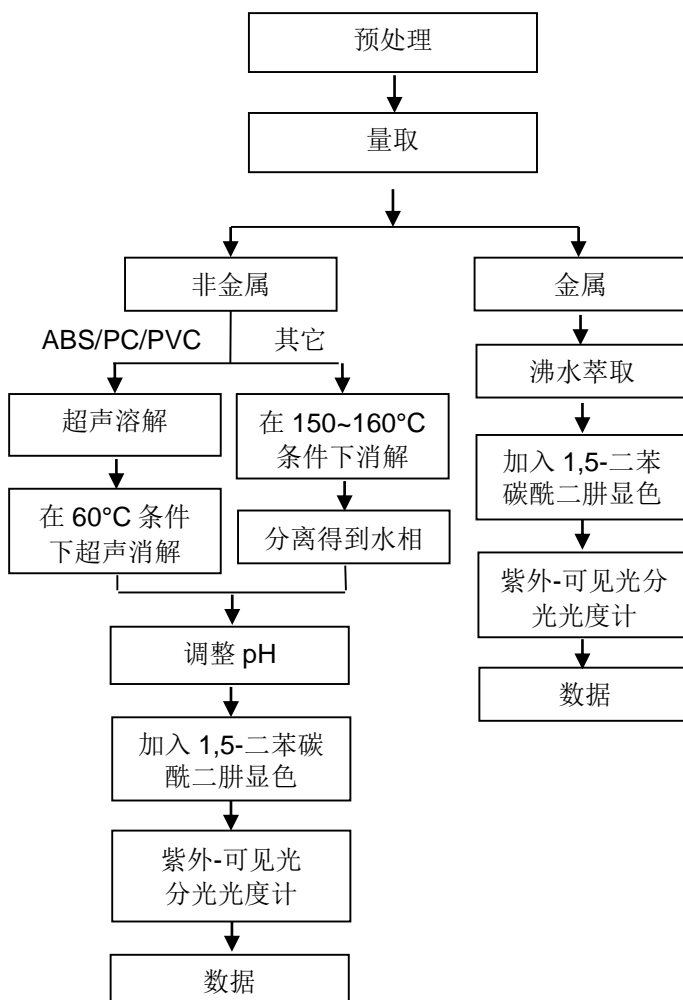 预处理
量取
非金属
金属
ABS/PC/PVC
其它
沸水萃取
超声溶解
在 150~160°C
条件下消解
加入 1,5-二苯
碳酰二肼显色
在 60°C 条件
下超声消解
分离得到水相
紫外-可见光分
光光度计
调整 pH
数据
加入 1,5-二苯碳
酰二肼显色
紫外-可见光
分光光度计
数据